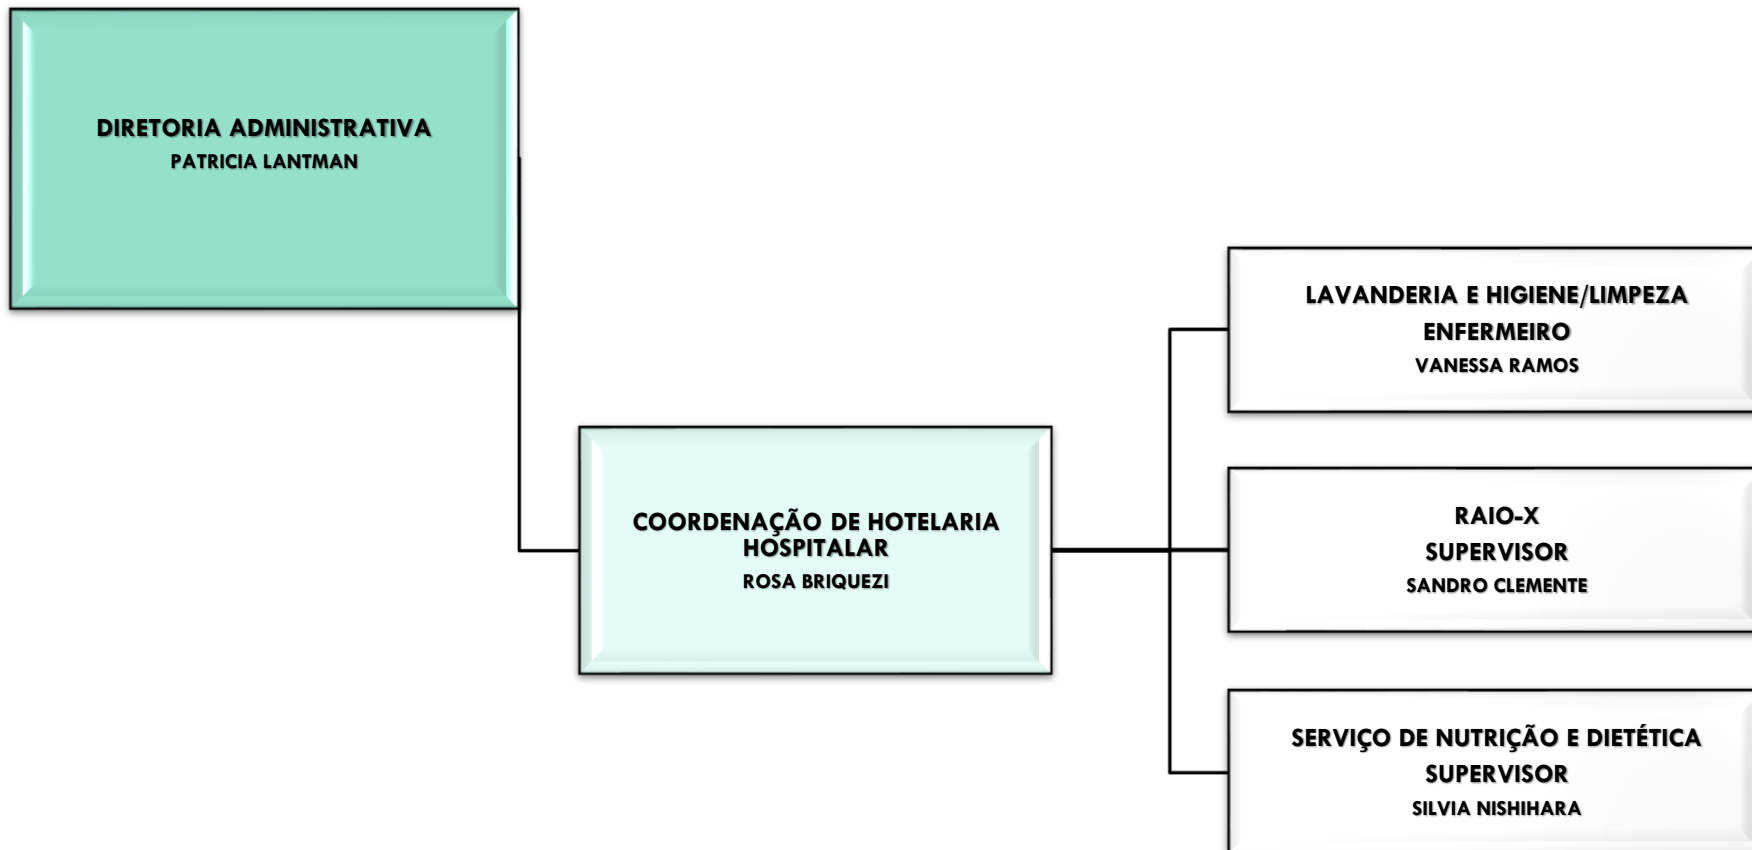 DIRETORIA ADMINISTRATIVA
PATRICIA LANTMAN
COORDENAÇÃO DE HOTELARIA
HOSPITALAR
ROSA BRIQUEZI
LAVANDERIA E HIGIENE/LIMPEZA
ENFERMEIRO
VANESSA RAMOS
RAIO-X
SUPERVISOR
SANDRO CLEMENTE
SERVIÇO DE NUTRIÇÃO E DIETÉTICA
SUPERVISOR
SILVIA NISHIHARA